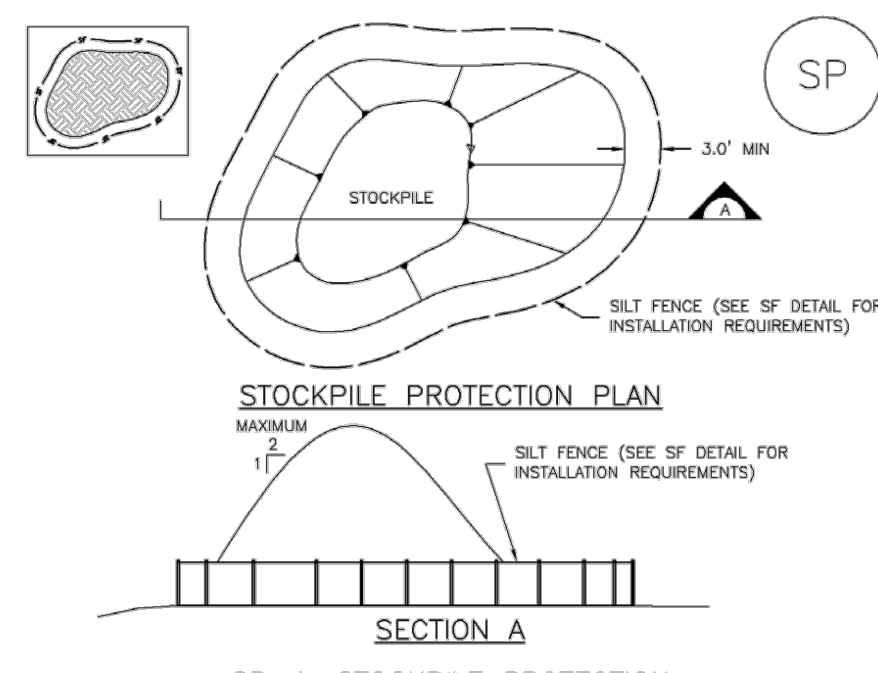 SP
3.0' MIN
STOCKPILE
A
SILT FENCE (SEE SF DETAIL FOR
INSTALLATION REQUIREMENTS)
STOCKPILE PROTECTION PLAN
MAXIMUM
2
1
SILT FENCE (SEE SF DETAIL FOR
INSTALLATION REQUIREMENTS)
SECTION A